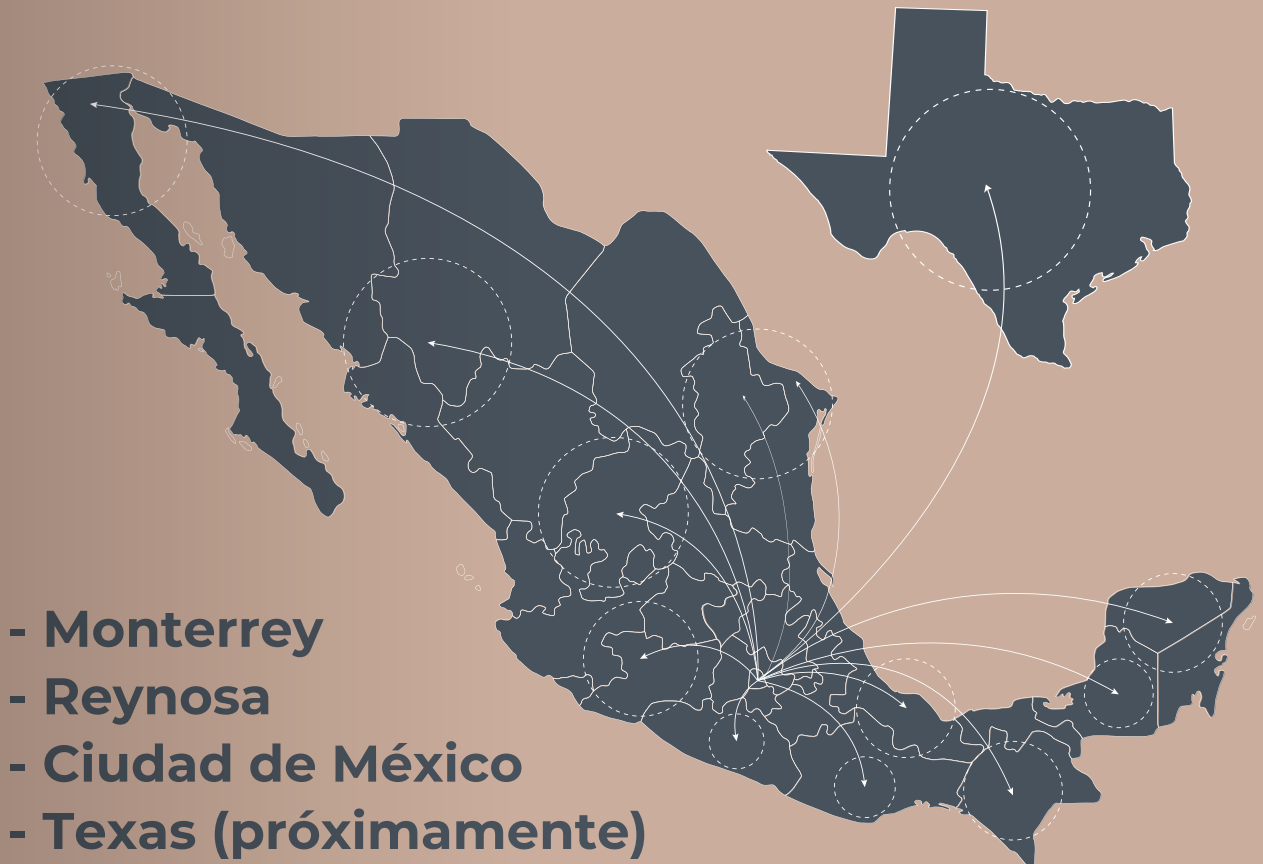 - Monterrey
- Reynosa
- Ciudad de México
- Texas (próximamente)